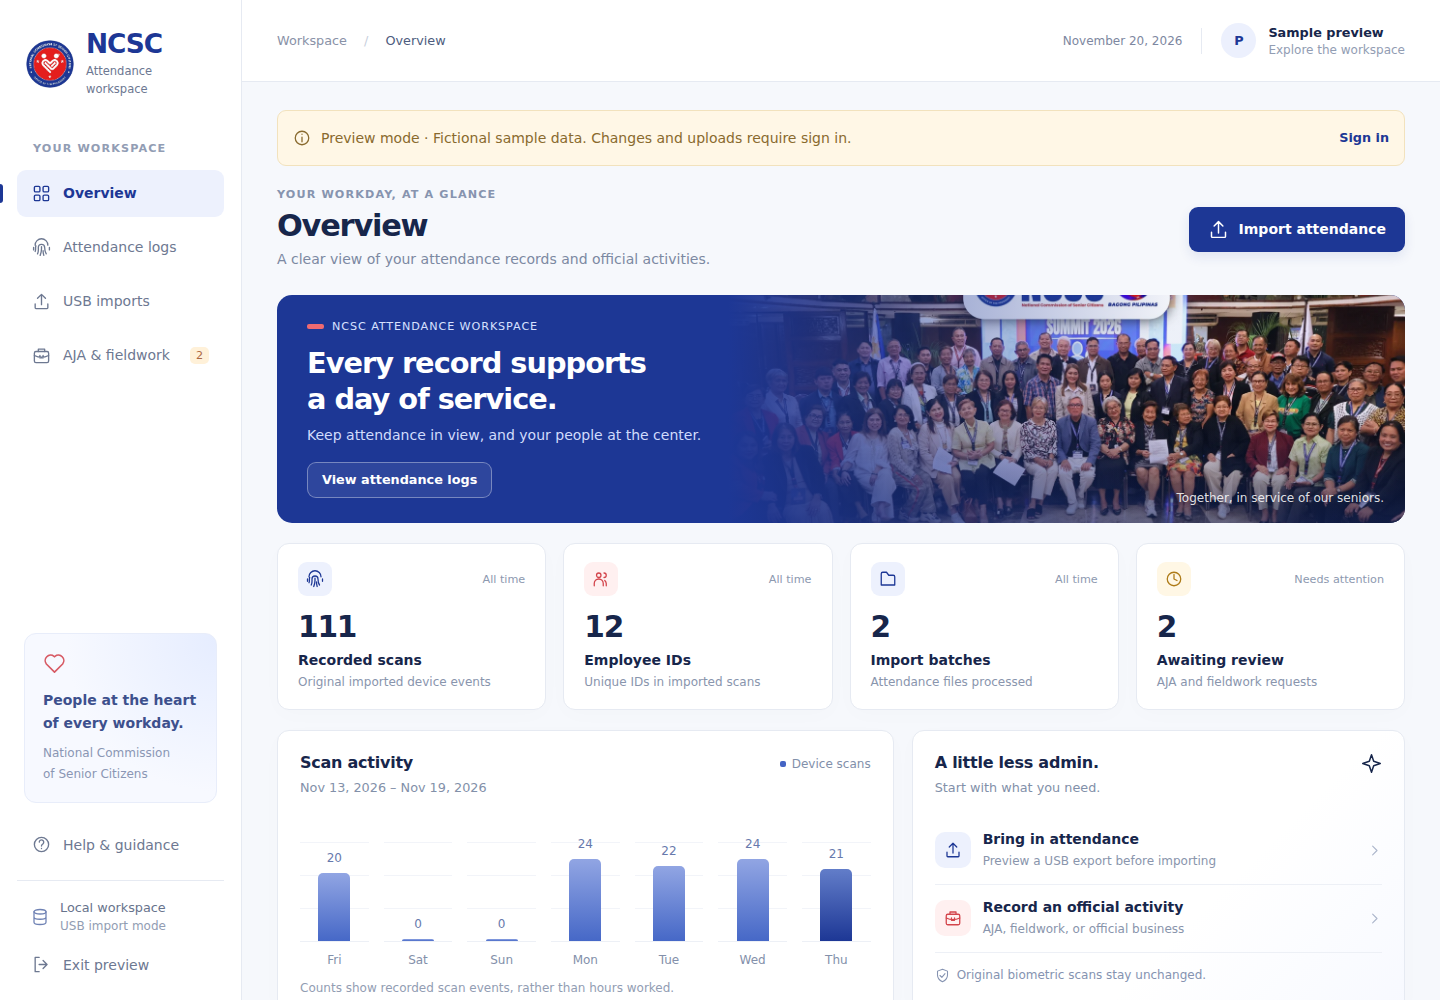 NCSC
Attendance
workspace
YOUR WORKSPACE
Overview
Attendance logs
USB imports
AJA & fieldwork 2
People at the heart
of every workday.
National Commission
of Senior Citizens
Help & guidance
Local workspace
USB import mode
Exit preview
Workspace / Overview
November 20, 2026
P
Sample preview
Explore the workspace
Preview mode · Fictional sample data. Changes and uploads require sign in.
Sign in
YOUR WORKDAY, AT A GLANCE
Overview
A clear view of your attendance records and official activities.
Import attendance
NCSC ATTENDANCE WORKSPACE
Every record supports
a day of service.
Keep attendance in view, and your people at the center.
View attendance logs
National Commission of Senior Citizens
BAGONG PILIPINAS
SUMMIT 2026
Together, in service of our seniors.
All time
111
Recorded scans
Original imported device events
All time
12
Employee IDs
Unique IDs in imported scans
All time
2
Import batches
Attendance files processed
Needs attention
2
Awaiting review
AJA and fieldwork requests
Scan activity
Device scans
Nov 13, 2026 – Nov 19, 2026
20 0 0 24 22 24 21
Fri Sat Sun Mon Tue Wed Thu
Counts show recorded scan events, rather than hours worked.
A little less admin.
Start with what you need.
Bring in attendance
Preview a USB export before importing
Record an official activity
AJA, fieldwork, or official business
Original biometric scans stay unchanged.